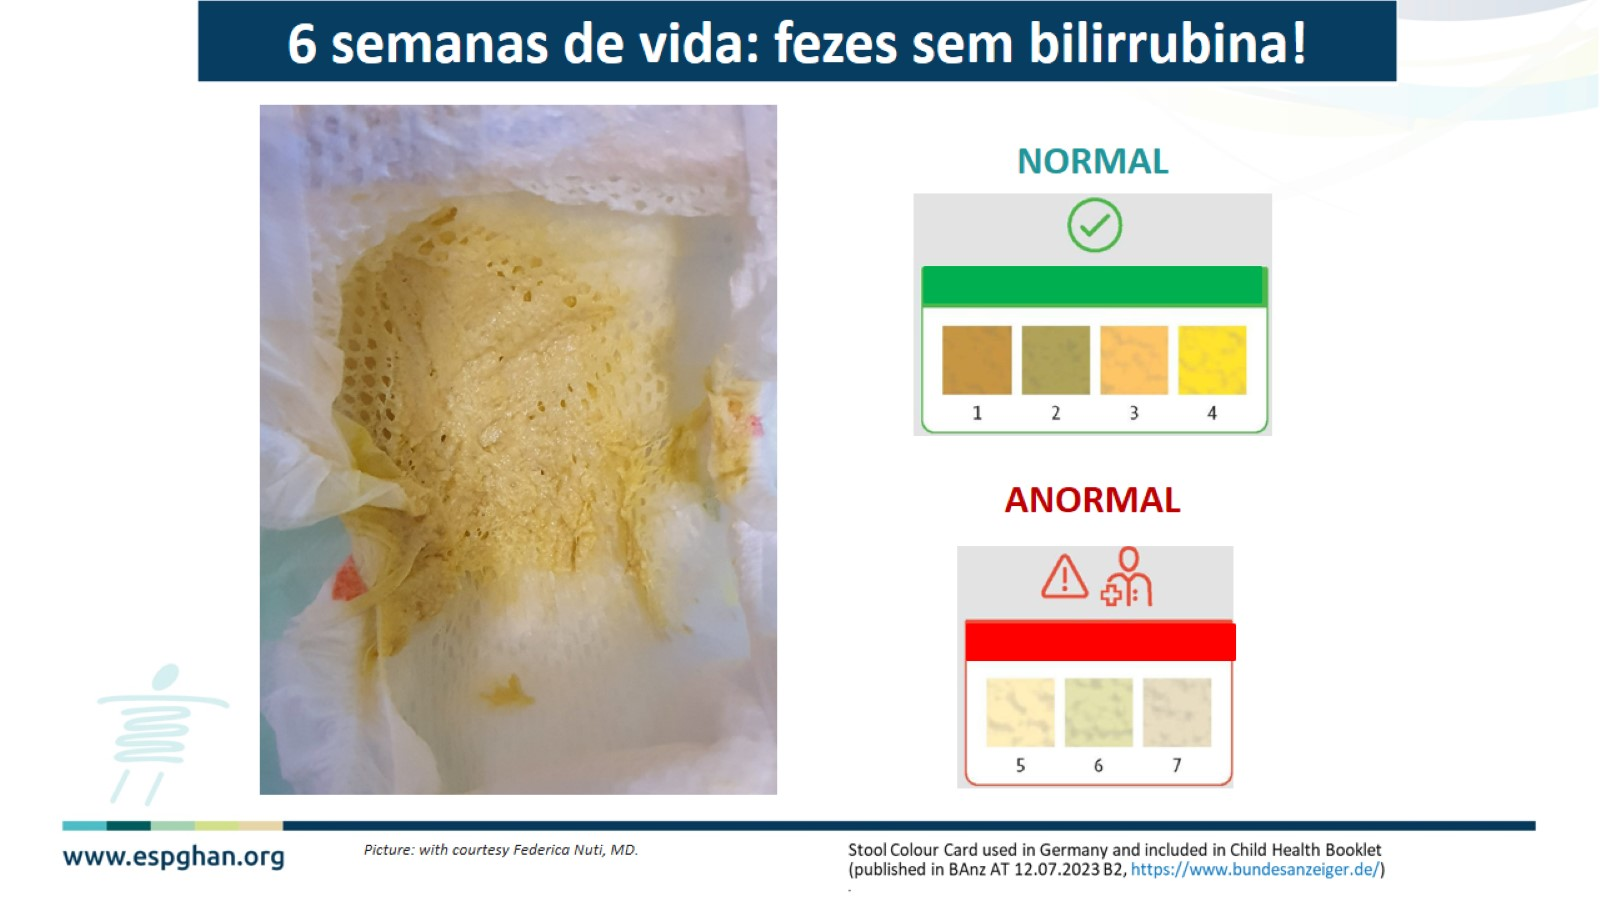 6 semanas de vida: fezes sem bilirrubina!
NORMAL
1 2 3 4
ANORMAL
5 6 7
www.espghan.org
Picture: with courtesy Federica Nuti, MD.
Stool Colour Card used in Germany and included in Child Health Booklet
(published in BAnz AT 12.07.2023 B2, https://www.bundesanzeiger.de/)
.